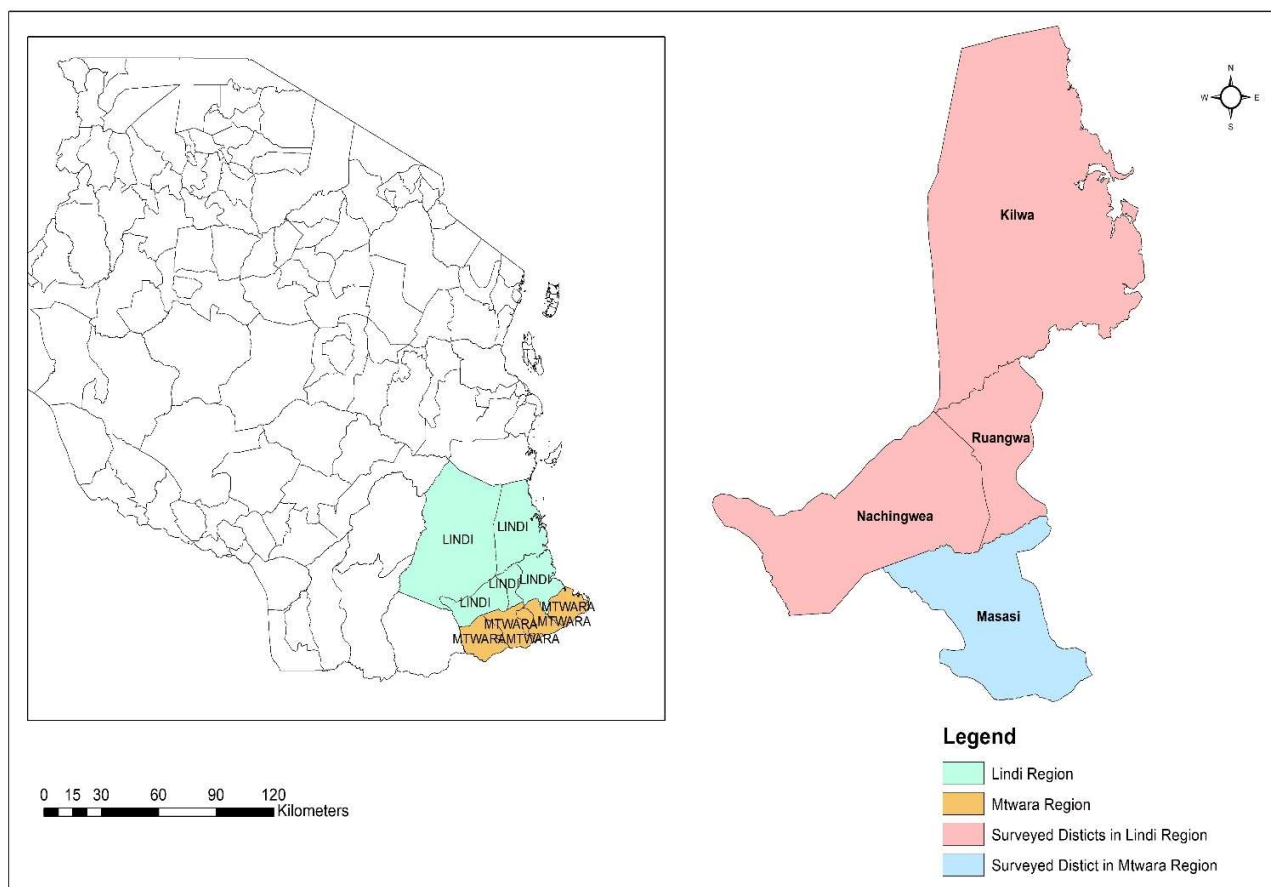 N
W E
S
Kilwa
Ruangwa
Nachingwea
Masasi
LINDI
LINDI
LINDI
LINDI
LINDI
MTWARA
MTWARA
MTWARA
MTWARA
MTWARA
Legend
Lindi Region
Mtwara Region
Surveyed Disticts in Lindi Region
Surveyed Distict in Mtwara Region
0 15 30 60 90 120
Kilometers